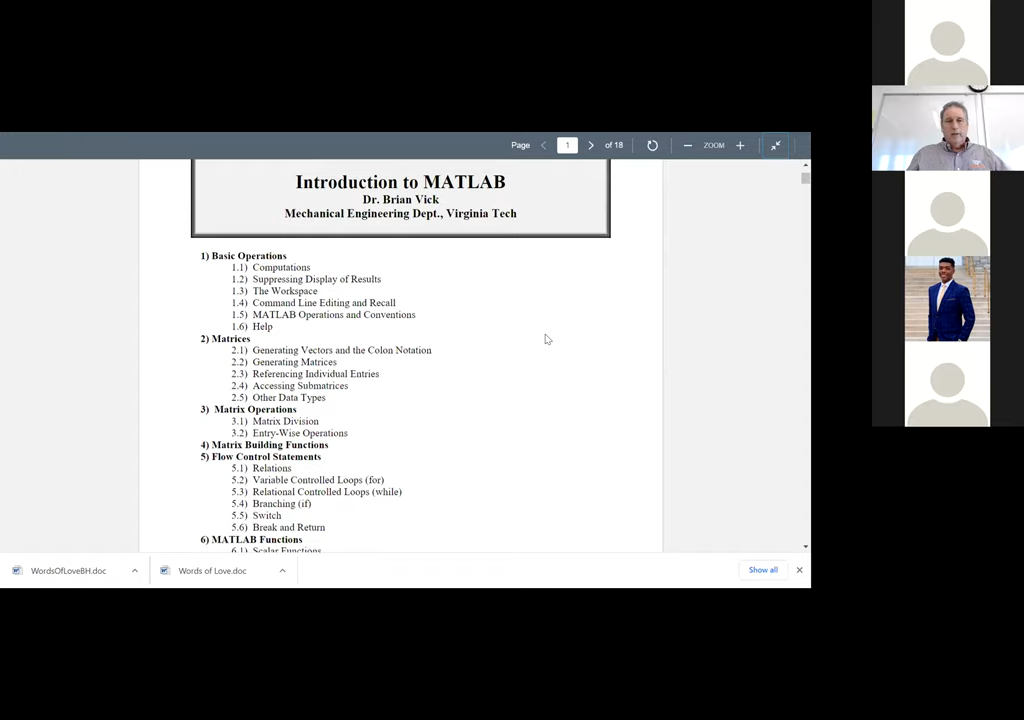 Page
1
of 18
ZOOM
Introduction to MATLAB
Dr. Brian Vick
Mechanical Engineering Dept., Virginia Tech
1) Basic Operations
1.1) Computations
1.2) Suppressing Display of Results
1.3) The Workspace
1.4) Command Line Editing and Recall
1.5) MATLAB Operations and Conventions
1.6) Help
2) Matrices
2.1) Generating Vectors and the Colon Notation
2.2) Generating Matrices
2.3) Referencing Individual Entries
2.4) Accessing Submatrices
2.5) Other Data Types
3) Matrix Operations
3.1) Matrix Division
3.2) Entry-Wise Operations
4) Matrix Building Functions
5) Flow Control Statements
5.1) Relations
5.2) Variable Controlled Loops (for)
5.3) Relational Controlled Loops (while)
5.4) Branching (if)
5.5) Switch
5.6) Break and Return
6) MATLAB Functions
6.1) Scalar Functions
WordsOfLoveBH.doc
Words of Love.doc
Show all